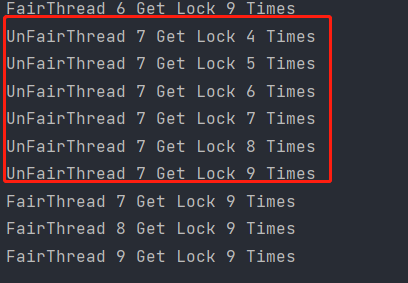 FairThread 6 Get Lock 9 Times
UnFairThread 7 Get Lock 4 Times
UnFairThread 7 Get Lock 5 Times
UnFairThread 7 Get Lock 6 Times
UnFairThread 7 Get Lock 7 Times
UnFairThread 7 Get Lock 8 Times
UnFairThread 7 Get Lock 9 Times
FairThread 7 Get Lock 9 Times
FairThread 8 Get Lock 9 Times
FairThread 9 Get Lock 9 Times